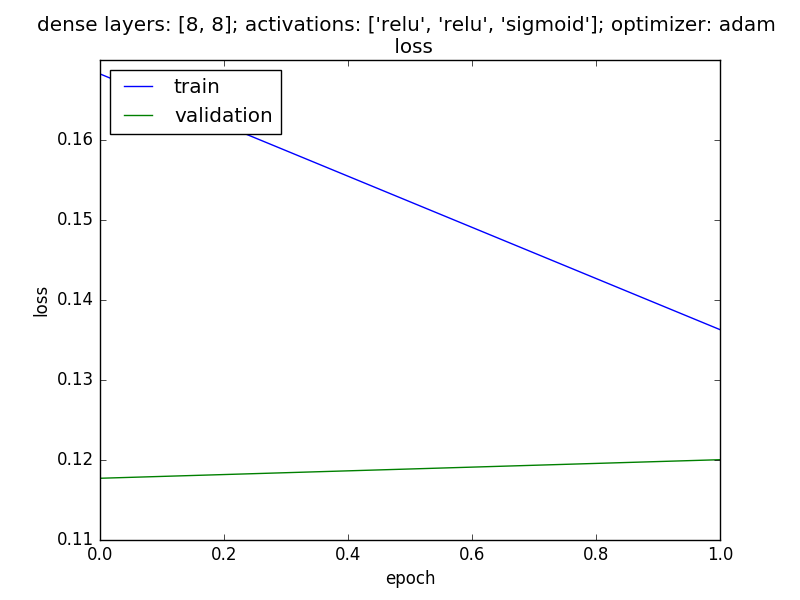 dense layers: [8, 8]; activations: ['relu', 'relu', 'sigmoid']; optimizer: adam
loss
train
validation
0.16
0.15
0.14
0.13
0.12
0.11
loss
0.0
0.2
0.4
0.6
0.8
1.0
epoch